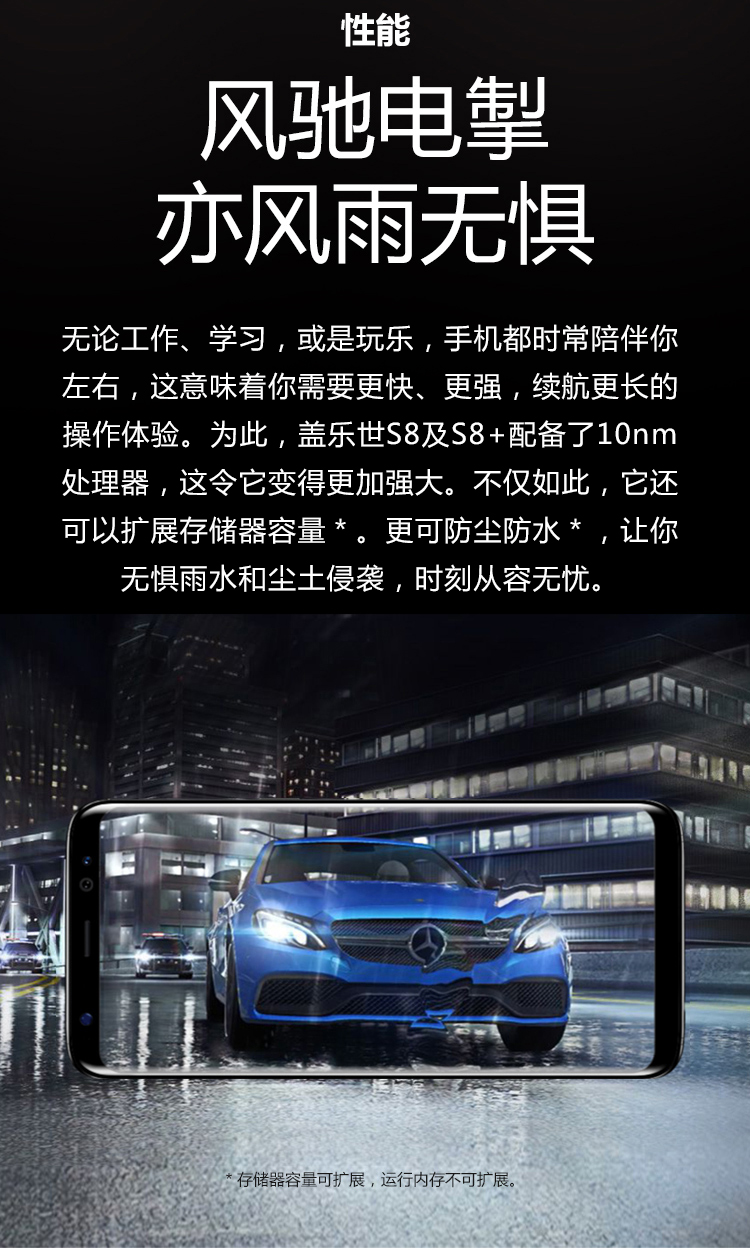 性能
风驰电掣
亦风雨无惧
无论工作、学习，或是玩乐，手机都时常陪伴你
左右，这意味着你需要更快、更强，续航更长的
操作体验。为此，盖乐世S8及S8+配备了10nm
处理器，这令它变得更加强大。不仅如此，它还
可以扩展存储器容量*。更可防尘防水*，让你
无惧雨水和尘土侵袭，时刻从容无忧。
* 存储器容量可扩展，运行内存不可扩展。